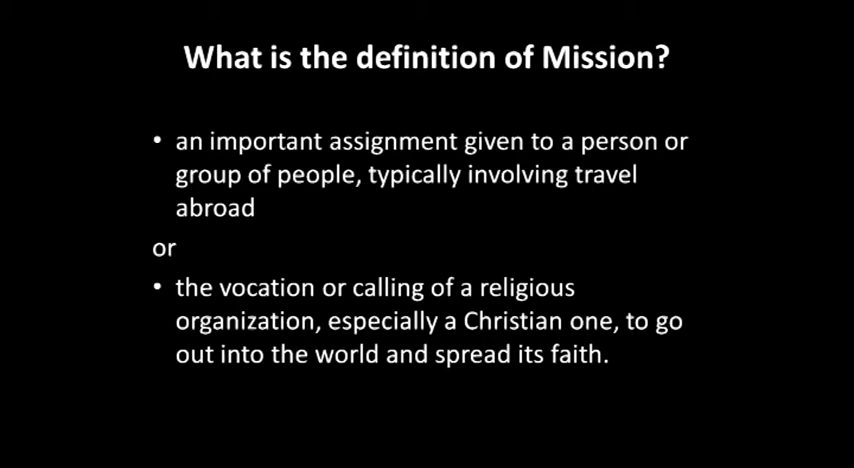 What is the definition of Mission?
• an important assignment given to a person or
group of people, typically involving travel
abroad
or
• the vocation or calling of a religious
organization, especially a Christian one, to go
out into the world and spread its faith.